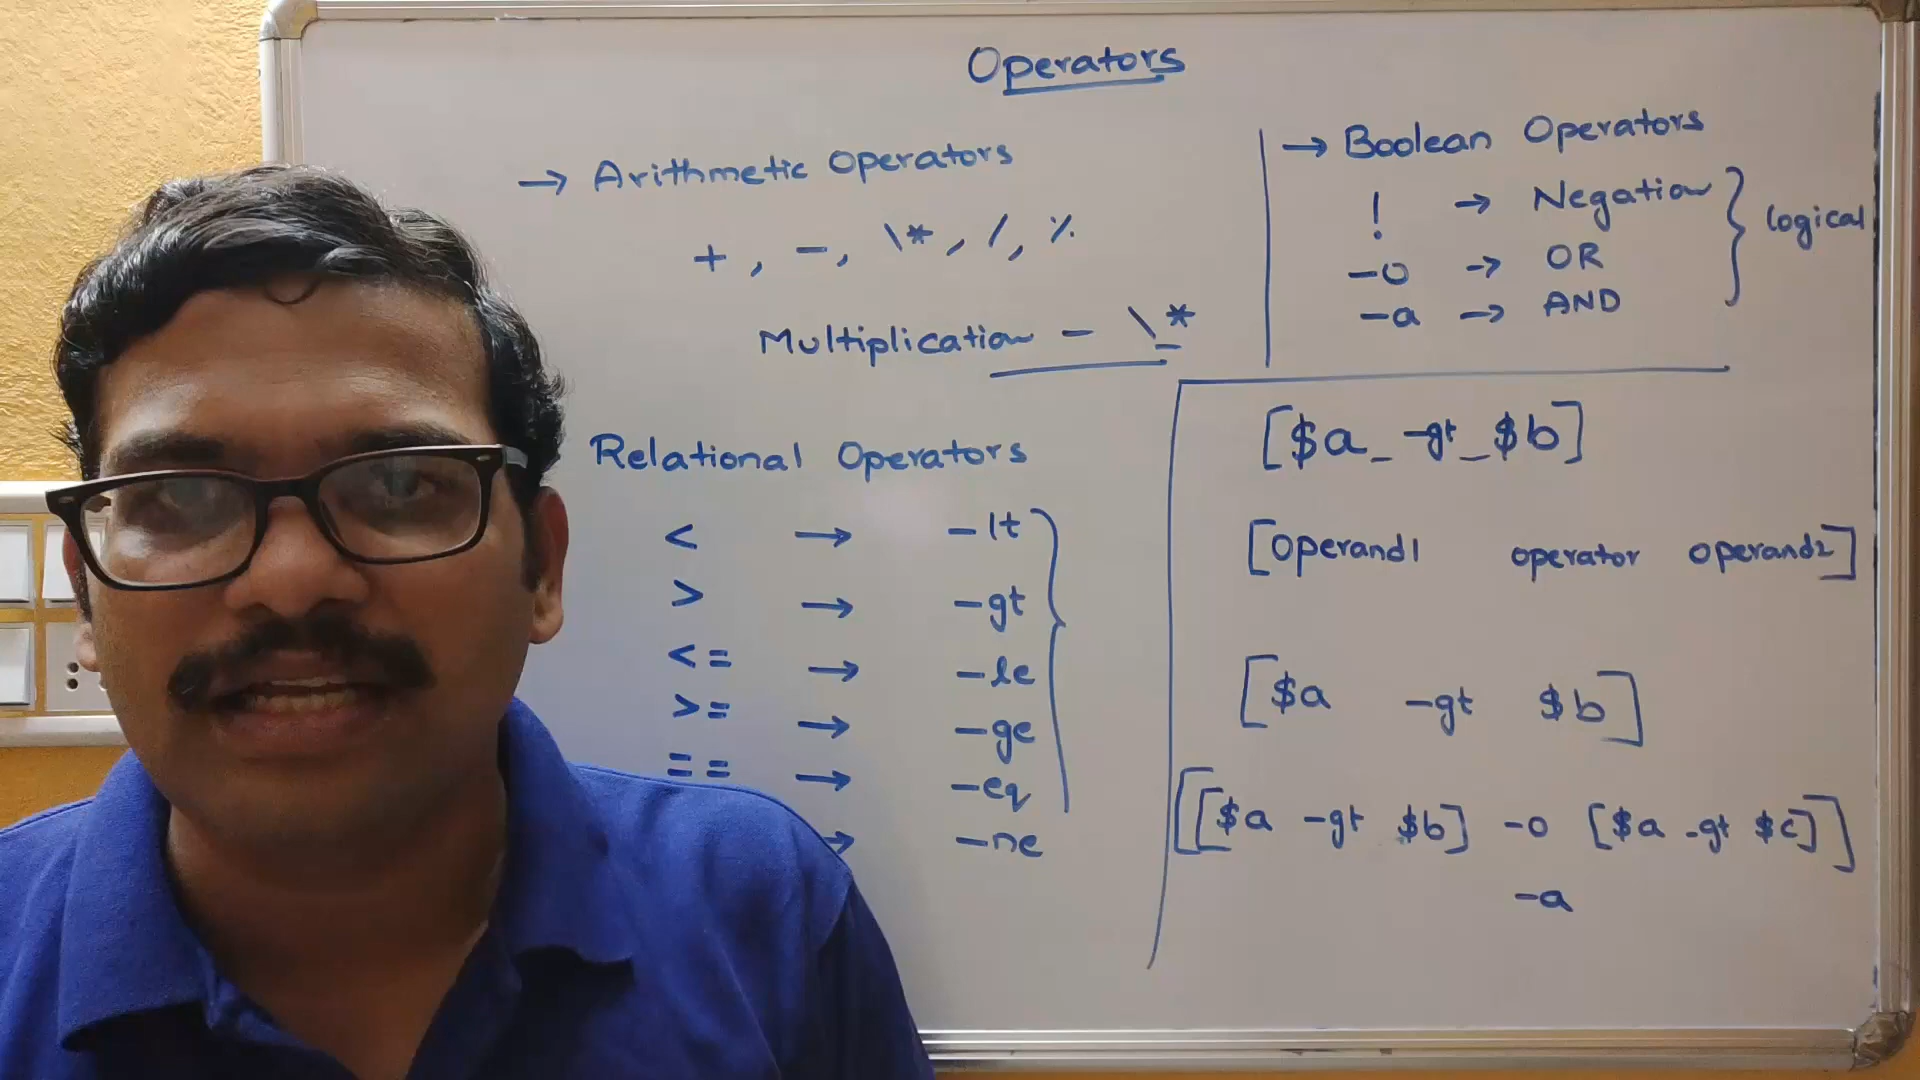 Operators
→ Arithmetic Operators
+ , - , \* , / , %
Multiplication - \*
Relational Operators
< → -lt
> → -gt
<= → -le
>= → -ge
== → -eq
→ -ne
→ Boolean Operators
! → Negation
-o → OR
-a → AND
} logical
[$a_-gt_$b]
[Operand1 operator operand2]
[$a -gt $b]
[[$a -gt $b] -o [$a -gt $c]]
-a